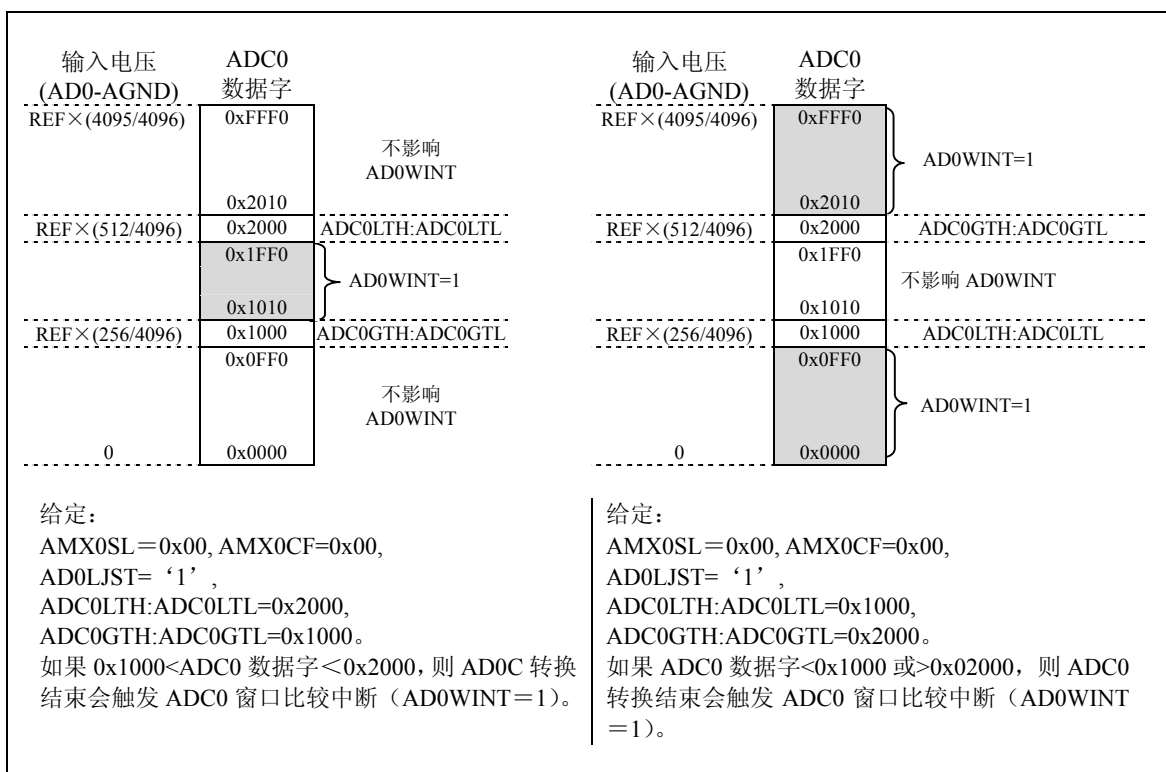 输入电压
(AD0-AGND)
ADC0
数据字
REF×(4095/4096)
0xFFF0
不影响
AD0WINT
0x2010
REF×(512/4096)
0x2000
ADC0LTH:ADC0LTL
0x1FF0
AD0WINT=1
0x1010
REF×(256/4096)
0x1000
ADC0GTH:ADC0GTL
0x0FF0
不影响
AD0WINT
0
0x0000
给定：
AMX0SL＝0x00, AMX0CF=0x00,
AD0LJST=‘1’,
ADC0LTH:ADC0LTL=0x2000,
ADC0GTH:ADC0GTL=0x1000。
如果 0x1000<ADC0 数据字＜0x2000，则 AD0C 转换
结束会触发 ADC0 窗口比较中断（AD0WINT＝1）。
输入电压
(AD0-AGND)
ADC0
数据字
REF×(4095/4096)
0xFFF0
AD0WINT=1
0x2010
REF×(512/4096)
0x2000
ADC0GTH:ADC0GTL
0x1FF0
不影响 AD0WINT
0x1010
REF×(256/4096)
0x1000
ADC0LTH:ADC0LTL
0x0FF0
AD0WINT=1
0
0x0000
给定：
AMX0SL＝0x00, AMX0CF=0x00,
AD0LJST=‘1’,
ADC0LTH:ADC0LTL=0x1000,
ADC0GTH:ADC0GTL=0x2000。
如果 ADC0 数据字<0x1000 或>0x02000，则 ADC0
转换结束会触发 ADC0 窗口比较中断（AD0WINT
＝1）。